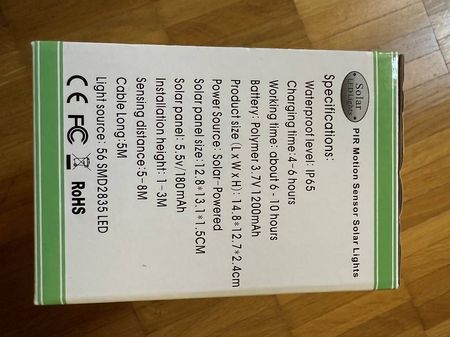 Solar
PIR Motion Sensor Solar Lights
Specifications:
Waterproof level: IP65
Charging time: 4-6 hours
Working time: about 6-10 hours
Battery: Polymer 3.7V 1200mAh
Product size (LxWxH): 14.8*12.7*2.4cm
Power Source: Solar-Powered
Solar panel size: 12.8*13.1*1.5CM
Solar panel: 5.5v/180mAh
Installation height: 1-3M
Sensing distance: 5-8M
Cable Long: 5M
Light source: 56 SMD2835 LED
CE FC RoHS